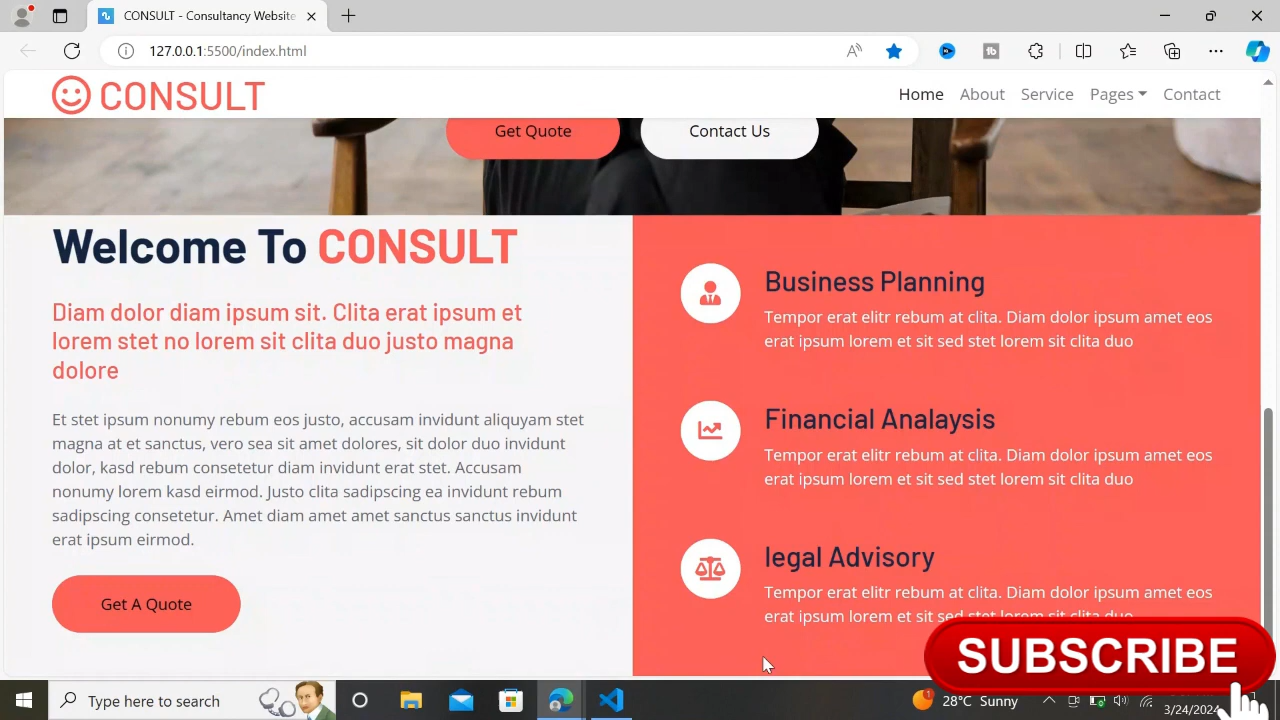 CONSULT - Consultancy Website
127.0.0.1:5500/index.html
CONSULT
Home About Service Pages Contact
Get Quote Contact Us
Welcome To CONSULT
Diam dolor diam ipsum sit. Clita erat ipsum et
lorem stet no lorem sit clita duo justo magna
dolore
Et stet ipsum nonumy rebum eos justo, accusam invidunt aliquyam stet
magna at et sanctus, vero sea sit amet dolores, sit dolor duo invidunt
dolor, kasd rebum consetetur diam invidunt erat stet. Accusam
nonumy lorem kasd eirmod. Justo clita sadipscing ea invidunt rebum
sadipscing consetetur. Amet diam amet amet sanctus sanctus invidunt
erat ipsum eirmod.
Get A Quote
Business Planning
Tempor erat elitr rebum at clita. Diam dolor ipsum amet eos
erat ipsum lorem et sit sed stet lorem sit clita duo
Financial Analaysis
Tempor erat elitr rebum at clita. Diam dolor ipsum amet eos
erat ipsum lorem et sit sed stet lorem sit clita duo
legal Advisory
Tempor erat elitr rebum at clita. Diam dolor ipsum amet eos
erat ipsum lorem et sit sed stet lorem sit clita duo
SUBSCRIBE
Type here to search
1
28°C Sunny
3/24/2024